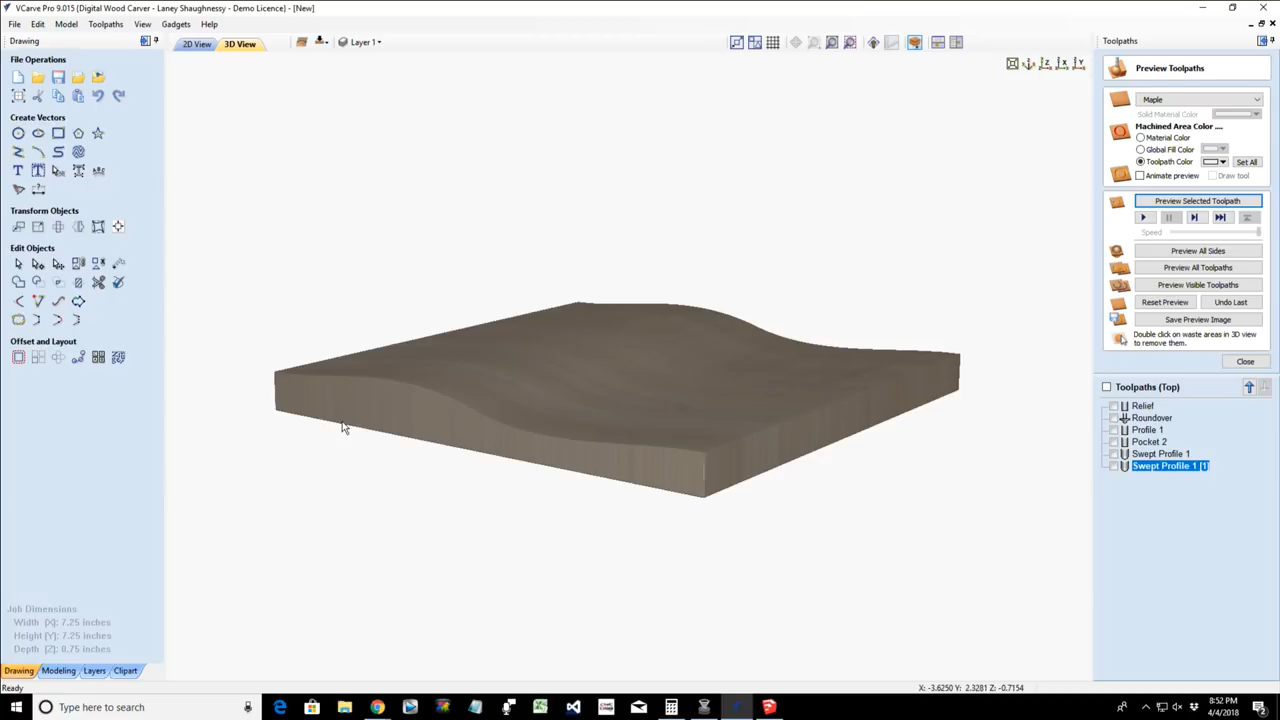 VCarve Pro 9.015 {Digital Wood Carver - Laney Shaughnessy - Demo Licence} - [New]
File Edit Model Toolpaths View Gadgets Help
Drawing
2D View 3D View Layer 1
Toolpaths
File Operations
Create Vectors
Transform Objects
Edit Objects
Offset and Layout
Job Dimensions
Width (X): 7.25 inches
Height (Y): 7.25 inches
Depth (Z): 0.75 inches
Drawing Modeling Layers Clipart
Ready
Z X Y
Preview Toolpaths
Maple
Solid Material Color
Machined Area Color ....
Material Color
Global Fill Color
Toolpath Color Set All
Animate preview Draw tool
Preview Selected Toolpath
Speed
Preview All Sides
Preview All Toolpaths
Preview Visible Toolpaths
Reset Preview Undo Last
Save Preview Image
Double click on waste areas in 3D view
to remove them.
Close
Toolpaths (Top)
Relief
Roundover
Profile 1
Pocket 2
Swept Profile 1
Swept Profile 1 [1]
X: -3.6250 Y: 2.3281 Z: -0.7154
Type here to search
8:52 PM
4/4/2018